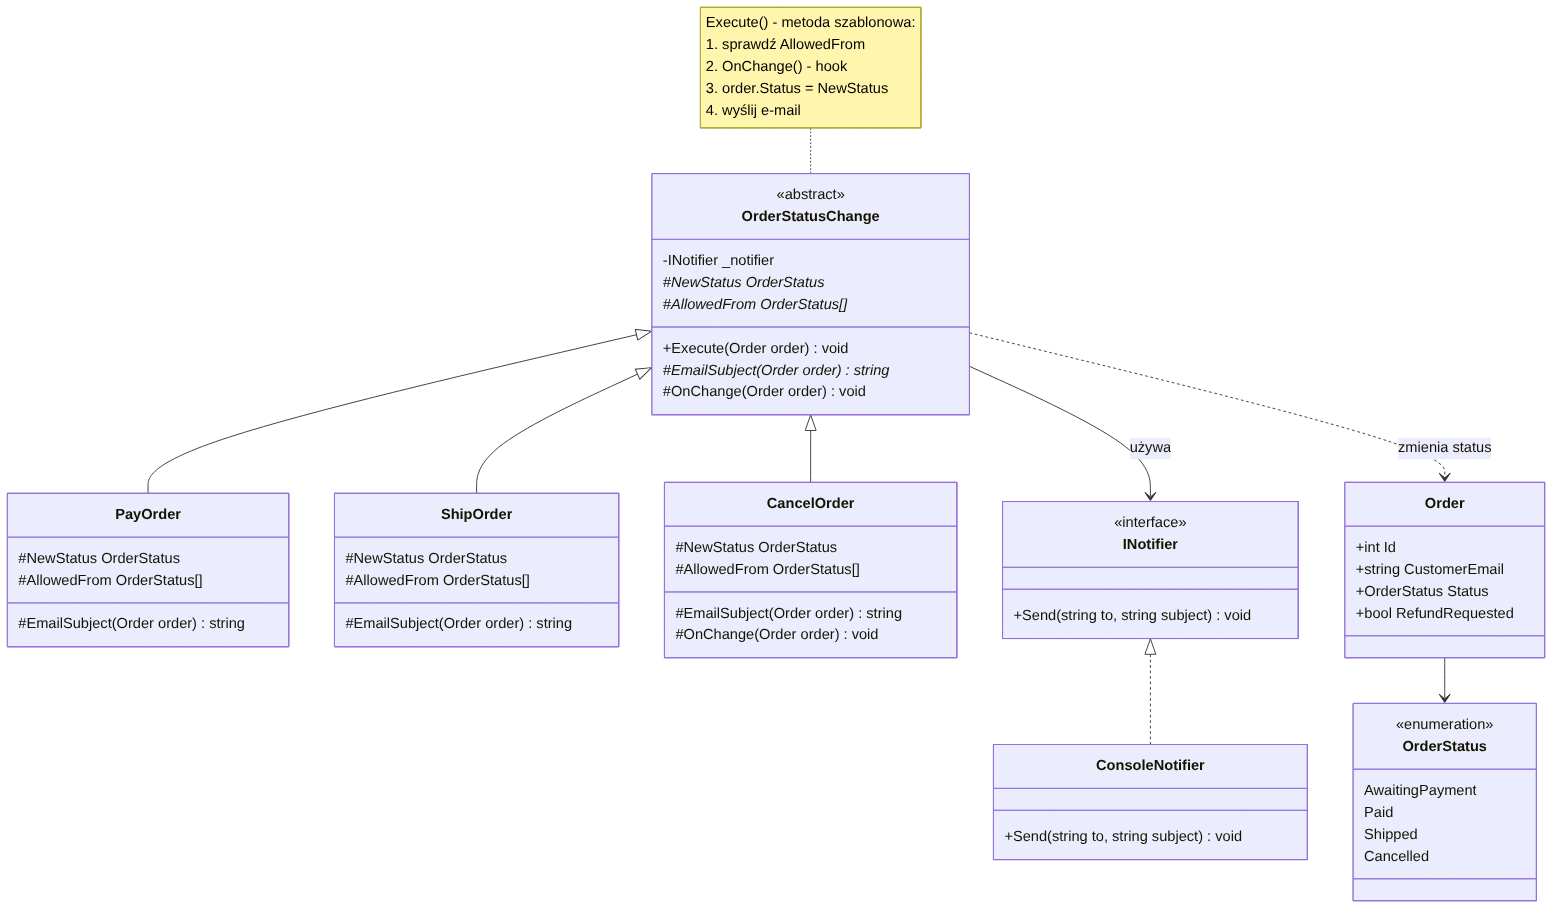 Execute() - metoda szablonowa:
1. sprawdź AllowedFrom
2. OnChange() - hook
3. order.Status = NewStatus
4. wyślij e-mail
«abstract»
OrderStatusChange
-INotifier _notifier
#NewStatus OrderStatus
#AllowedFrom OrderStatus[]
+Execute(Order order) : void
#EmailSubject(Order order) : string
#OnChange(Order order) : void
używa
zmienia status
PayOrder
#NewStatus OrderStatus
#AllowedFrom OrderStatus[]
#EmailSubject(Order order) : string
ShipOrder
#NewStatus OrderStatus
#AllowedFrom OrderStatus[]
#EmailSubject(Order order) : string
CancelOrder
#NewStatus OrderStatus
#AllowedFrom OrderStatus[]
#EmailSubject(Order order) : string
#OnChange(Order order) : void
«interface»
INotifier
+Send(string to, string subject) : void
Order
+int Id
+string CustomerEmail
+OrderStatus Status
+bool RefundRequested
ConsoleNotifier
+Send(string to, string subject) : void
«enumeration»
OrderStatus
AwaitingPayment
Paid
Shipped
Cancelled